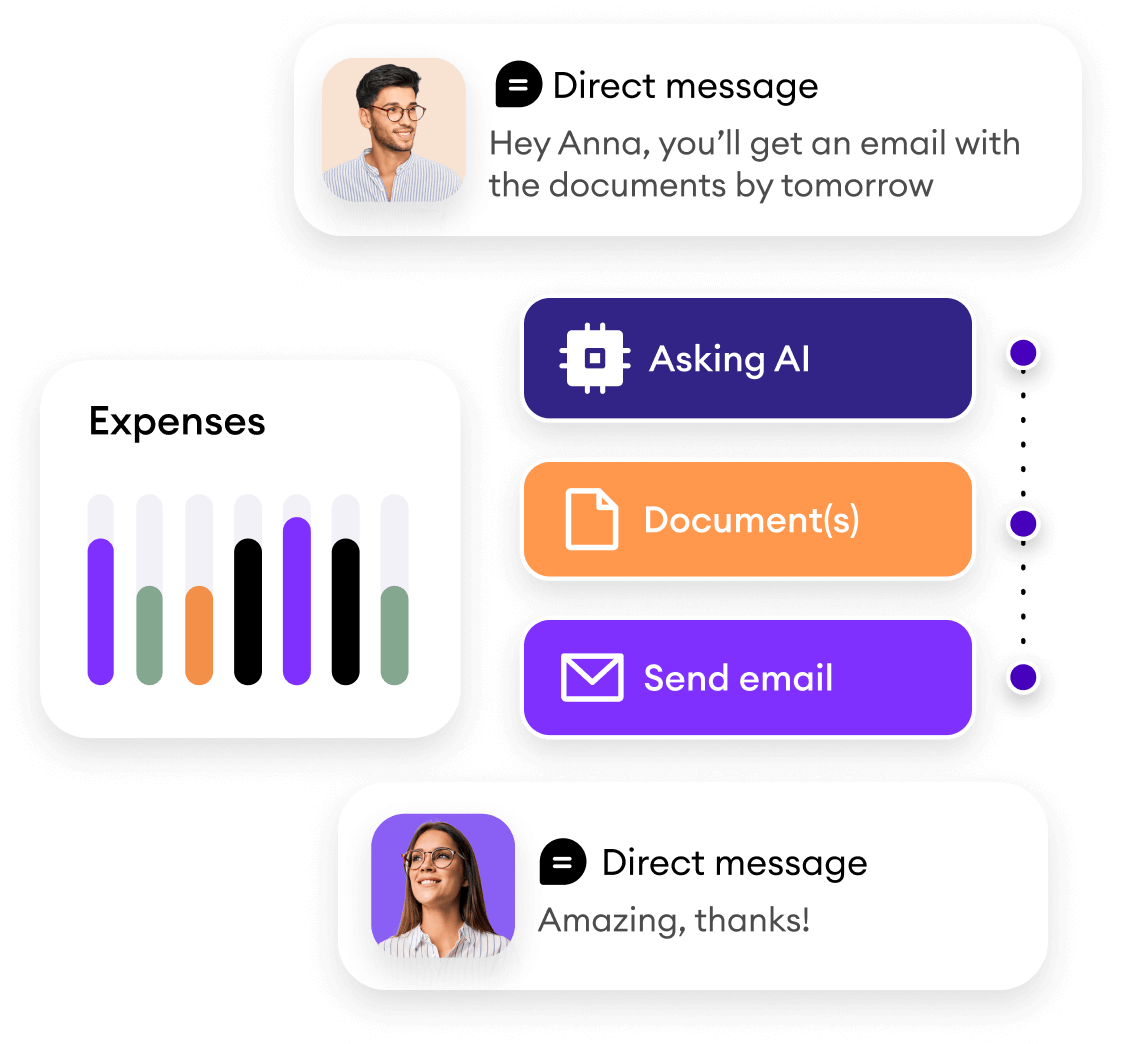 Direct message
Hey Anna, you’ll get an email with
the documents by tomorrow
Asking AI
Expenses
Document(s)
Send email
Direct message
Amazing, thanks!